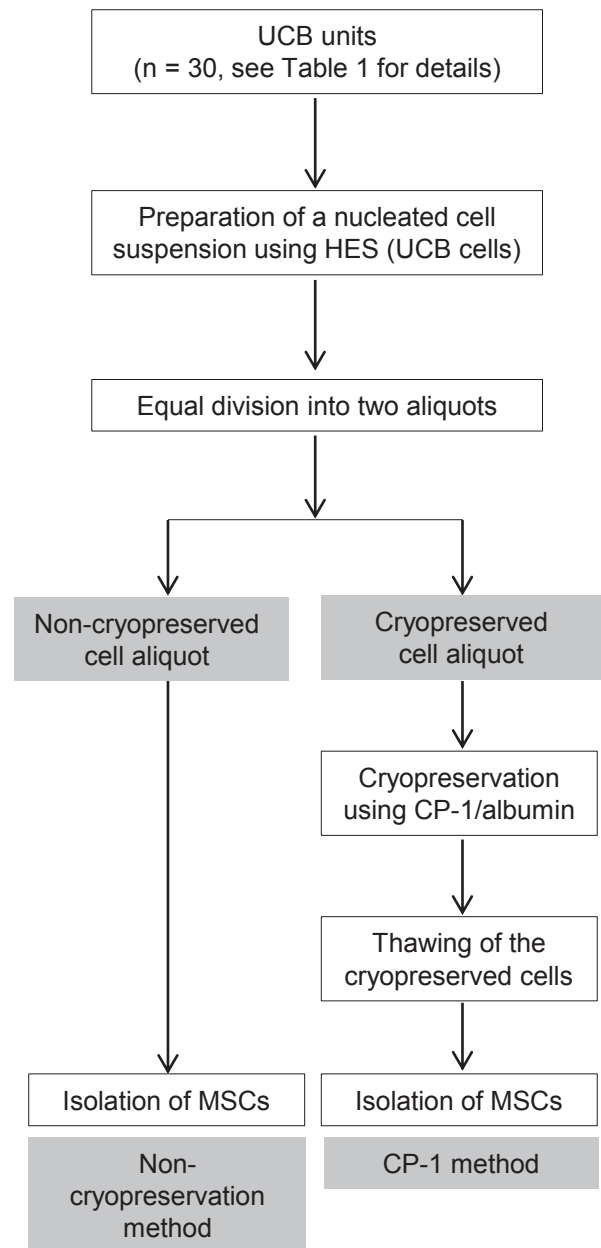 UCB units
(n = 30, see Table 1 for details)
Preparation of a nucleated cell
suspension using HES (UCB cells)
Equal division into two aliquots
Non-cryopreserved
cell aliquot
Cryopreserved
cell aliquot
Cryopreservation
using CP-1/albumin
Thawing of the
cryopreserved cells
Isolation of MSCs
Isolation of MSCs
Non-
cryopreservation
method
CP-1 method